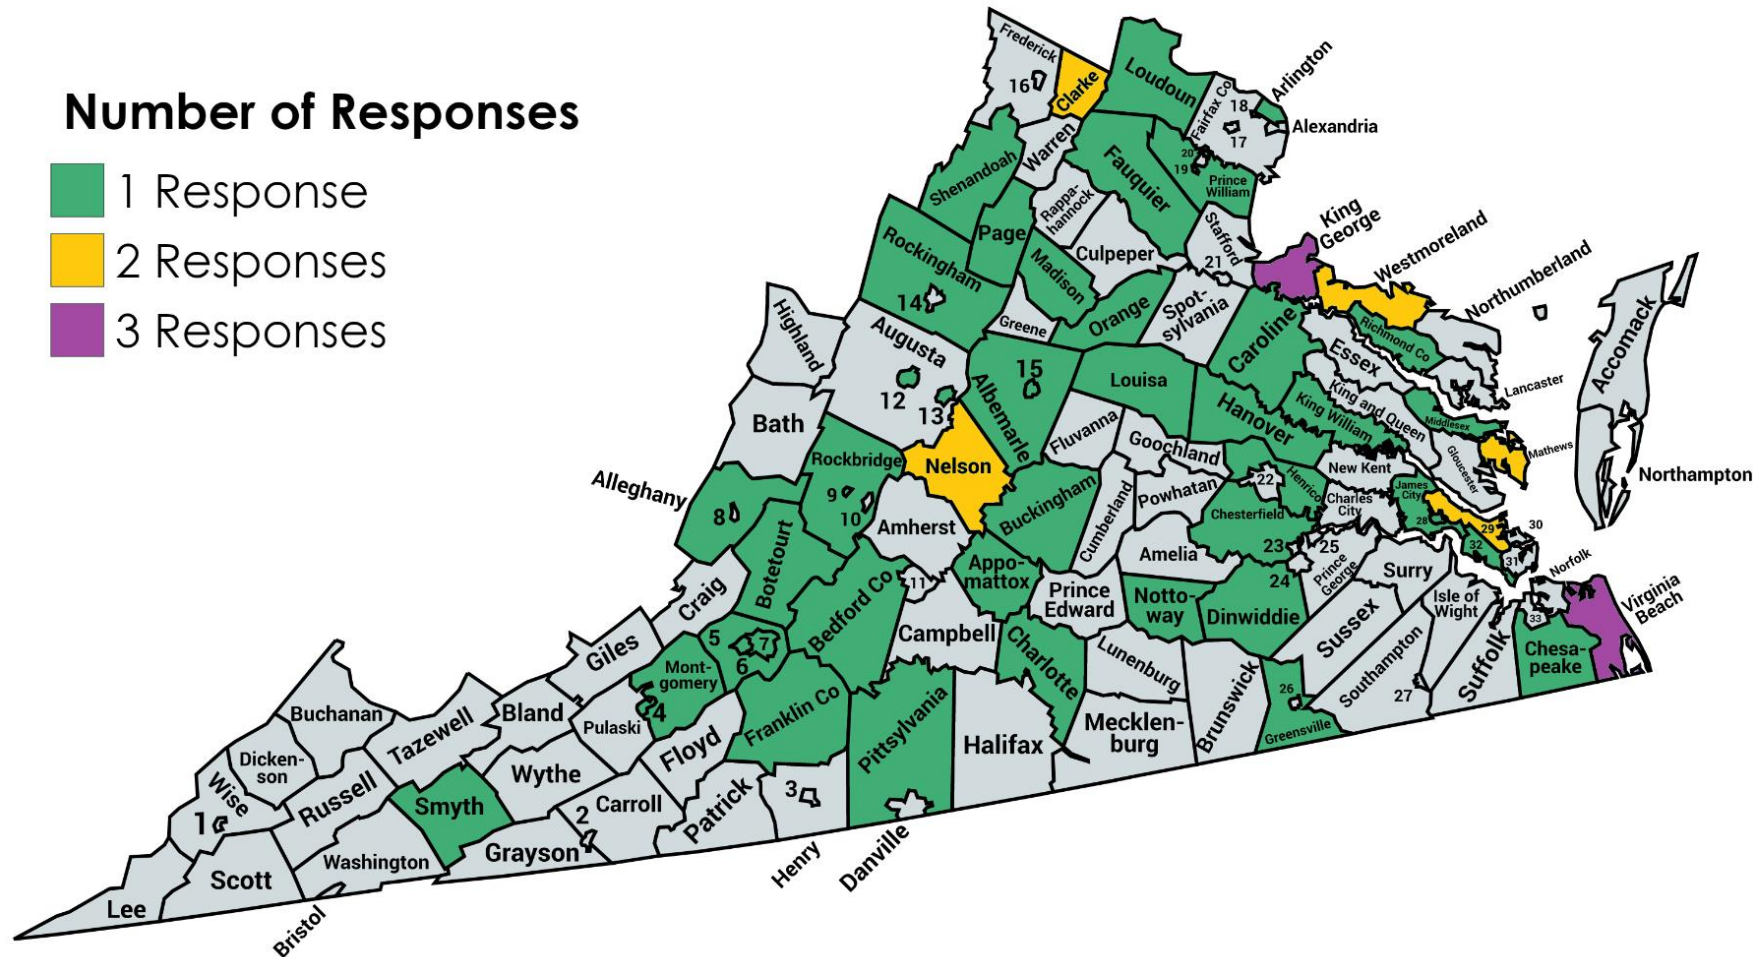 Number of Responses
1 Response
2 Responses
3 Responses
Frederick
16
Clarke
Loudoun
Arlington
Fairfax Co
18
17
Alexandria
Warren
Shenandoah
Fauquier
20
19
Prince
William
Rappa-
hannock
Page
Culpeper
Stafford
21
King
George
Westmoreland
Northumberland
Rockingham
14
Madison
Greene
Orange
Spot-
sylvania
Caroline
Richmond Co
Essex
Lancaster
Accomack
Highland
Augusta
12
13
15
Albemarle
Louisa
Hanover
King William
King and Queen
Middlesex
Mathews
Gloucester
Northampton
Bath
Nelson
Fluvanna
Goochland
New Kent
Alleghany
8
Rockbridge
9
10
Amherst
Buckingham
Cumberland
Powhatan
22
Henrico
Chesterfield
Charles
City
James
City
28
29
30
32
31
Norfolk
Virginia
Beach
33
Chesa-
peake
Botetourt
Craig
Bedford Co
11
Appo-
mattox
Amelia
23
25
Prince
George
24
Surry
Isle of
Wight
Prince
Edward
Notto-
way
Dinwiddie
Sussex
Southampton
27
Suffolk
Giles
5
7
6
Mont-
gomery
4
Campbell
Charlotte
Lunenburg
Brunswick
26
Greensville
Buchanan
Tazewell
Bland
Pulaski
Floyd
Franklin Co
Pittsylvania
Halifax
Mecklen-
burg
Dicken-
son
Wise
1
Russell
Smyth
Wythe
2
Carroll
Patrick
3
Henry
Danville
Lee
Scott
Washington
Grayson
Bristol